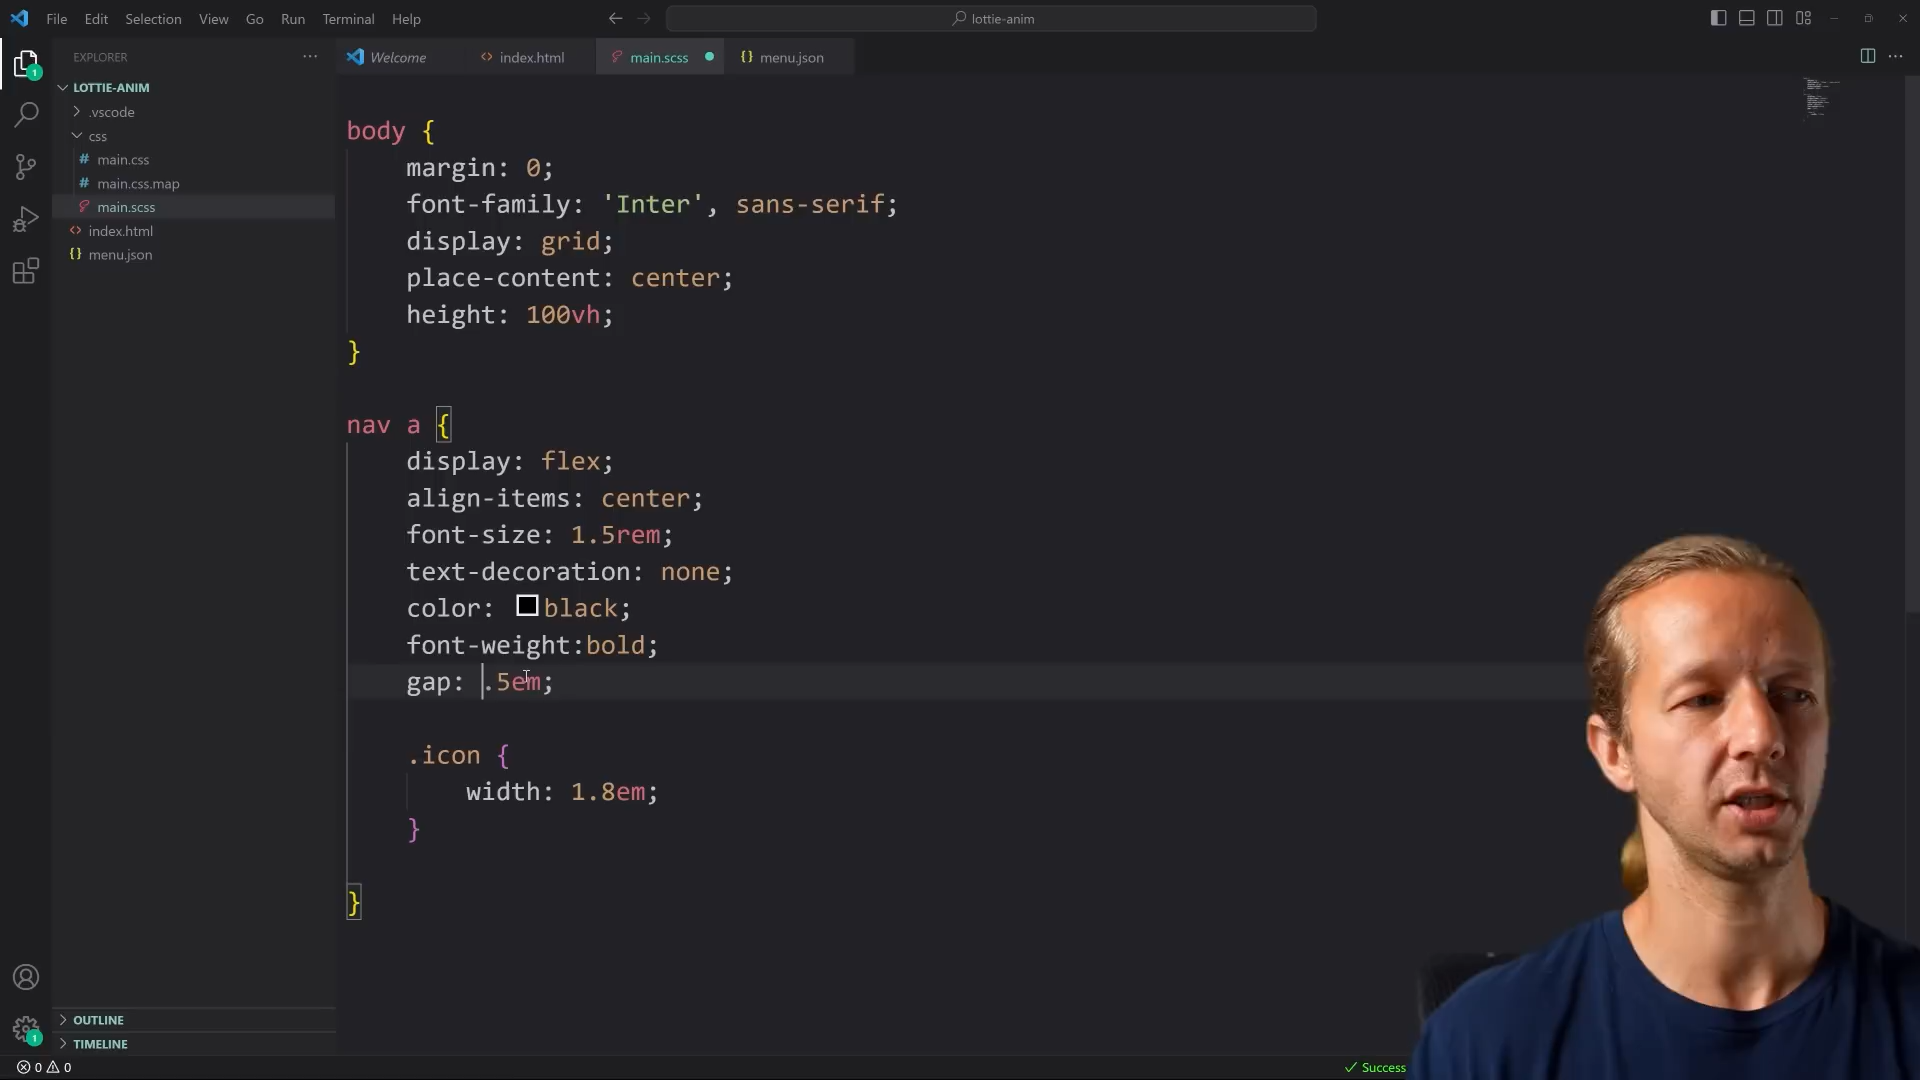 File Edit Selection View Go Run Terminal Help
lottie-anim
EXPLORER
Welcome
index.html
main.scss
menu.json
LOTTIE-ANIM
.vscode
css
# main.css
# main.css.map
main.scss
<> index.html
{} menu.json
body {
margin: 0;
font-family: 'Inter', sans-serif;
display: grid;
place-content: center;
height: 100vh;
}
nav a {
display: flex;
align-items: center;
font-size: 1.5rem;
text-decoration: none;
color: black;
font-weight:bold;
gap: .5em;
.icon {
width: 1.8em;
}
}
1
1
OUTLINE
TIMELINE
0 0
Success